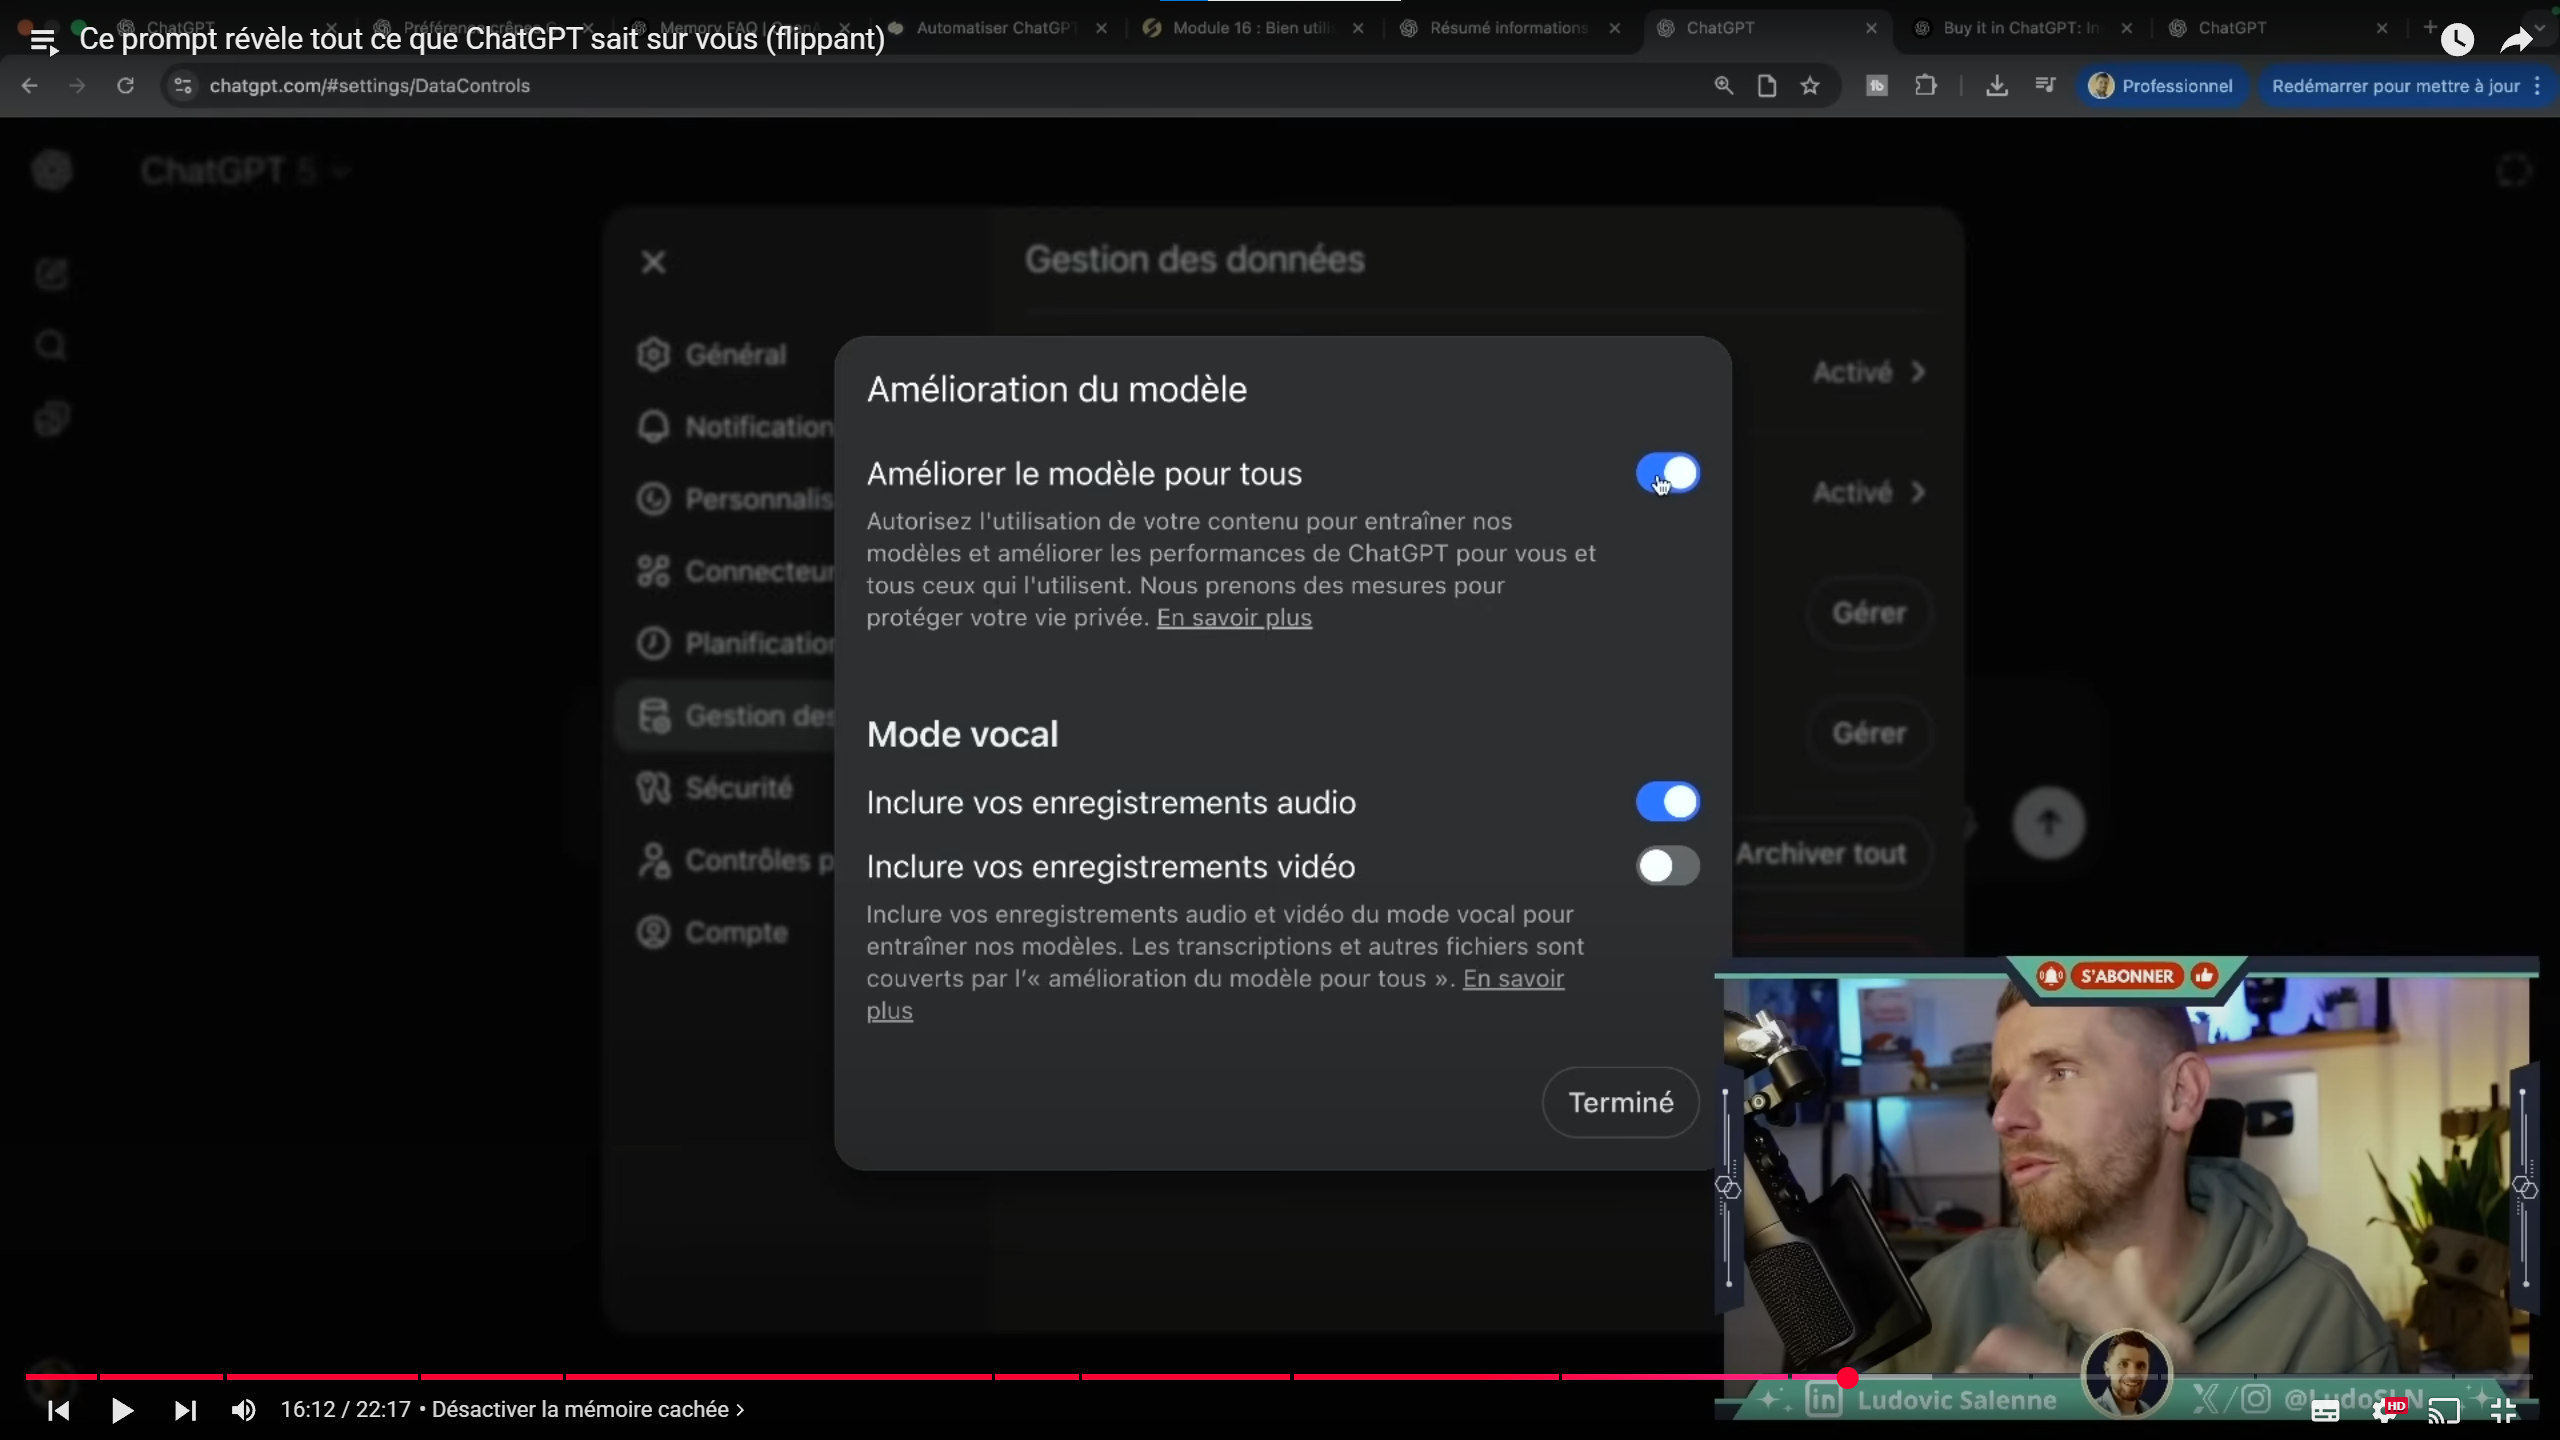 Ce prompt révèle tout ce que ChatGPT sait sur vous (flippant)
Automatiser ChatGPT
Module 16 : Bien utili
Résumé informations
ChatGPT
Buy it in ChatGPT: In
ChatGPT
chatgpt.com/#settings/DataControls
Professionnel
Redémarrer pour mettre à jour
ChatGPT 5
Gestion des données
Général
Notification
Personnalis
Connecteur
Planification
Gestion des
Sécurité
Contrôles p
Compte
Activé
Activé
Gérer
Gérer
Archiver tout
Amélioration du modèle
Améliorer le modèle pour tous
Autorisez l'utilisation de votre contenu pour entraîner nos
modèles et améliorer les performances de ChatGPT pour vous et
tous ceux qui l'utilisent. Nous prenons des mesures pour
protéger votre vie privée. En savoir plus
Mode vocal
Inclure vos enregistrements audio
Inclure vos enregistrements vidéo
Inclure vos enregistrements audio et vidéo du mode vocal pour
entraîner nos modèles. Les transcriptions et autres fichiers sont
couverts par l'« amélioration du modèle pour tous ». En savoir
plus
Terminé
S'ABONNER
in Ludovic Salenne
16:12 / 22:17 • Désactiver la mémoire cachée
HD